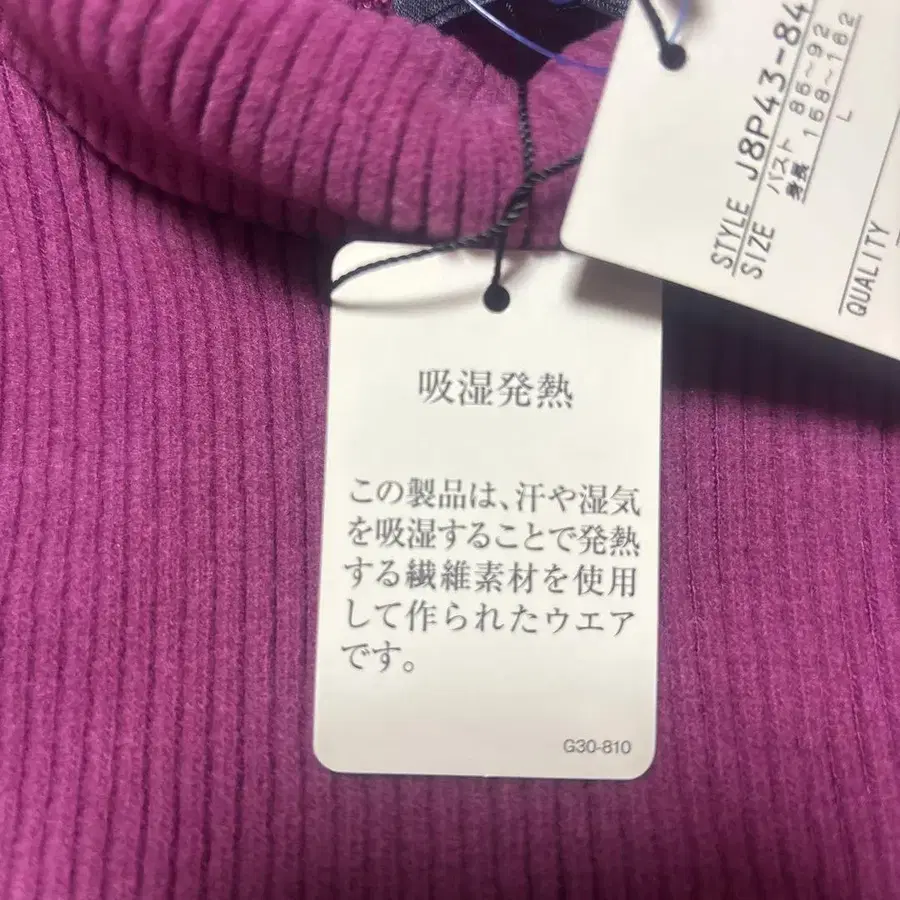 吸湿発熱
この製品は、汗や湿気
を吸湿することで発熱
する繊維素材を使用
して作られたウエア
です。
G30-810
STYLE J8P43-84
SIZE バスト 86~92
身長 158~162
L
QUALITY